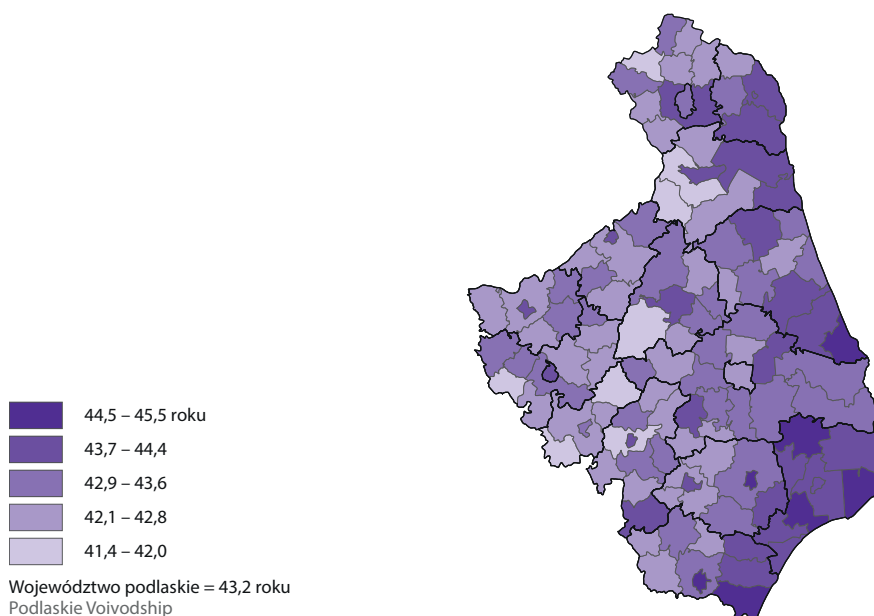 44,5 – 45,5 roku
43,7 – 44,4
42,9 – 43,6
42,1 – 42,8
41,4 – 42,0
Województwo podlaskie = 43,2 roku
Podlaskie Voivodship